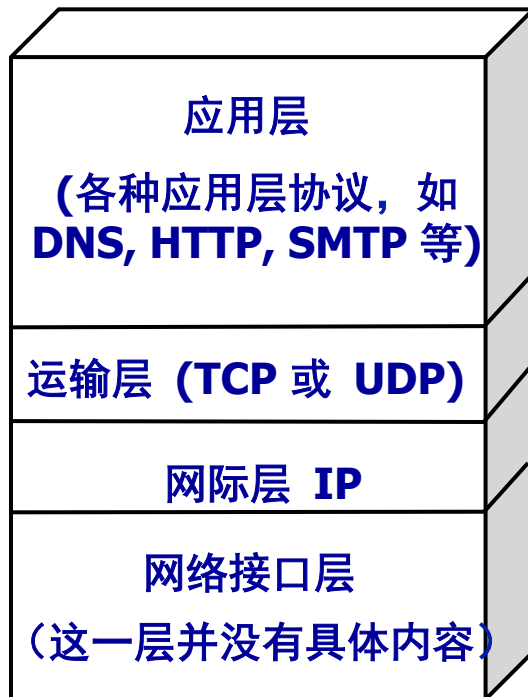 应用层
(各种应用层协议，如
DNS, HTTP, SMTP 等)
运输层 (TCP 或 UDP)
网际层 IP
网络接口层
（这一层并没有具体内容）